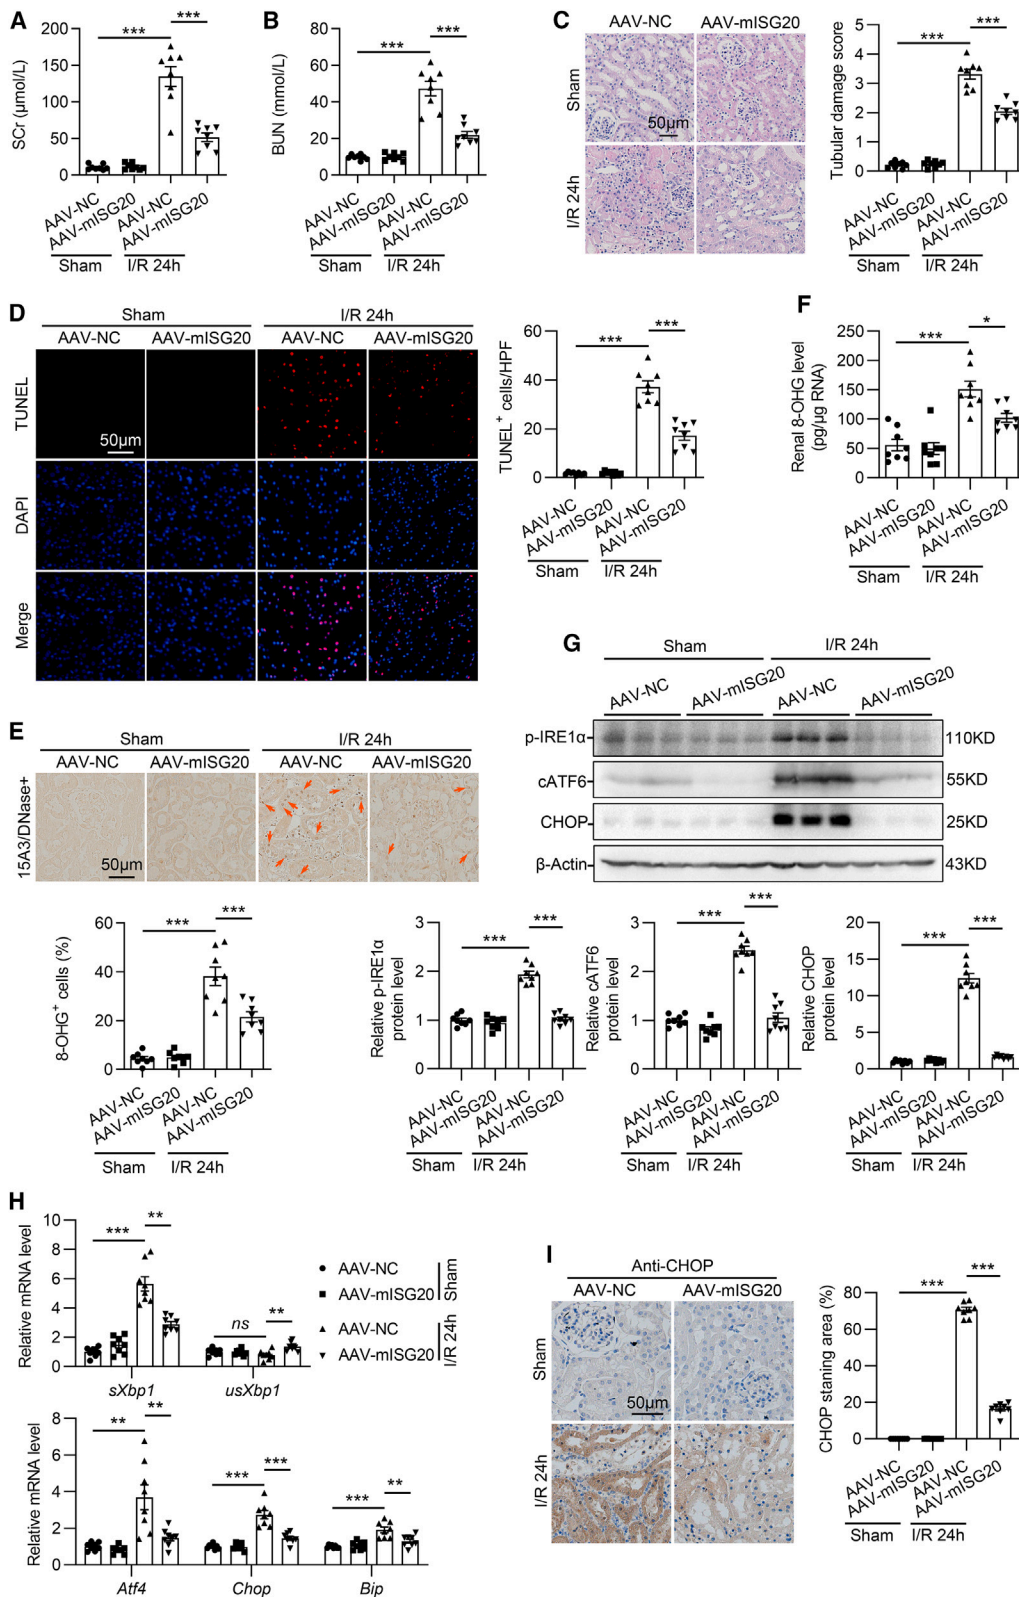 A
SCr (μmol/L)
200
150
100
50
0
***
***
AAV-NC
AAV-mISG20
AAV-NC
AAV-mISG20
Sham
I/R 24h
B
BUN (mmol/L)
80
60
40
20
0
***
***
AAV-NC
AAV-mISG20
AAV-NC
AAV-mISG20
Sham
I/R 24h
C
AAV-NC
AAV-mISG20
Sham
50μm
I/R 24h
Tubular damage score
5
4
3
2
1
0
***
***
AAV-NC
AAV-mISG20
AAV-NC
AAV-mISG20
Sham
I/R 24h
D
Sham
I/R 24h
AAV-NC
AAV-mISG20
AAV-NC
AAV-mISG20
TUNEL
50μm
DAPI
Merge
TUNEL+ cells/HPF
60
40
20
0
***
***
AAV-NC
AAV-mISG20
AAV-NC
AAV-mISG20
Sham
I/R 24h
F
Renal 8-OHG level
(pg/μg RNA)
250
200
150
100
50
0
***
*
AAV-NC
AAV-mISG20
AAV-NC
AAV-mISG20
Sham
I/R 24h
E
Sham
I/R 24h
AAV-NC
AAV-mISG20
AAV-NC
AAV-mISG20
15A3/DNase+
50μm
8-OHG+ cells (%)
60
40
20
0
***
***
AAV-NC
AAV-mISG20
AAV-NC
AAV-mISG20
Sham
I/R 24h
G
Sham
I/R 24h
AAV-NC
AAV-mISG20
AAV-NC
AAV-mISG20
p-IRE1α
110KD
cATF6
55KD
CHOP
25KD
β-Actin
43KD
Relative p-IRE1α
protein level
3
2
1
0
***
***
AAV-NC
AAV-mISG20
AAV-NC
AAV-mISG20
Sham
I/R 24h
Relative cATF6
protein level
3
2
1
0
***
***
AAV-NC
AAV-mISG20
AAV-NC
AAV-mISG20
Sham
I/R 24h
Relative CHOP
protein level
20
15
10
5
0
***
***
AAV-NC
AAV-mISG20
AAV-NC
AAV-mISG20
Sham
I/R 24h
H
Relative mRNA level
10
8
6
4
2
0
***
**
ns
**
sXbp1
usXbp1
AAV-NC
AAV-mISG20
Sham
AAV-NC
AAV-mISG20
I/R 24h
Relative mRNA level
8
6
4
2
0
**
**
***
***
***
**
Atf4
Chop
Bip
I
Anti-CHOP
AAV-NC
AAV-mISG20
Sham
50μm
I/R 24h
CHOP staning area (%)
80
60
40
20
0
***
***
AAV-NC
AAV-mISG20
AAV-NC
AAV-mISG20
Sham
I/R 24h